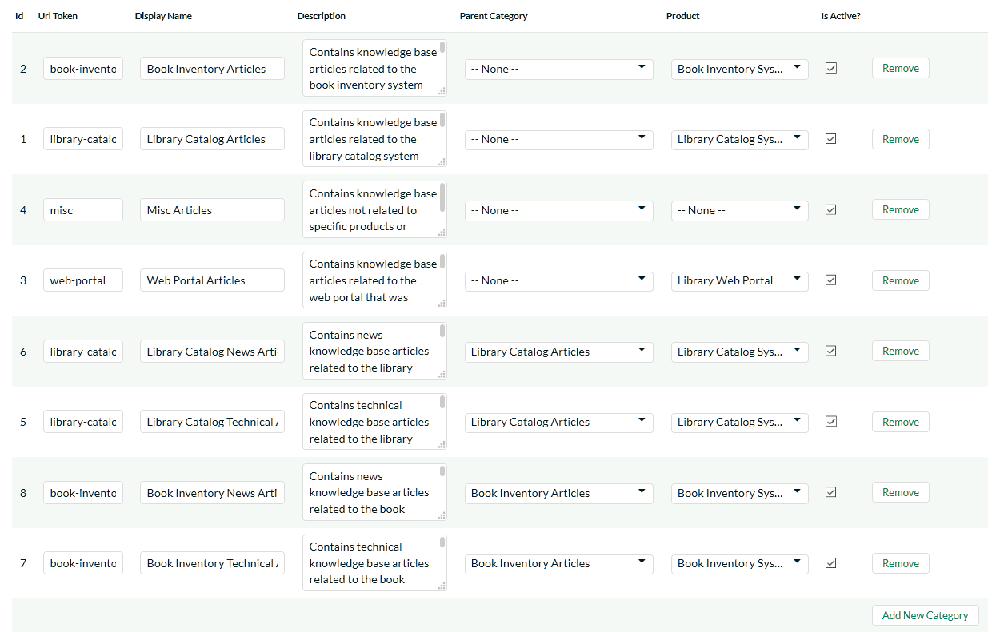 Id Url Token Display Name Description Parent Category Product Is Active?
2 book-invento Book Inventory Articles Contains knowledge base articles related to the book inventory system -- None -- Book Inventory Sys... Remove
1 library-catalc Library Catalog Articles Contains knowledge base articles related to the library catalog system -- None -- Library Catalog Sys... Remove
4 misc Misc Articles Contains knowledge base articles not related to specific products or -- None -- -- None -- Remove
3 web-portal Web Portal Articles Contains knowledge base articles related to the web portal that was -- None -- Library Web Portal Remove
6 library-catalc Library Catalog News Arti Contains news knowledge base articles related to the library Library Catalog Articles Library Catalog Sys... Remove
5 library-catalc Library Catalog Technical Contains technical knowledge base articles related to the library Library Catalog Articles Library Catalog Sys... Remove
8 book-invento Book Inventory News Arti Contains news knowledge base articles related to the book Book Inventory Articles Book Inventory Sys... Remove
7 book-invento Book Inventory Technical Contains technical knowledge base articles related to the book Book Inventory Articles Book Inventory Sys... Remove
Add New Category